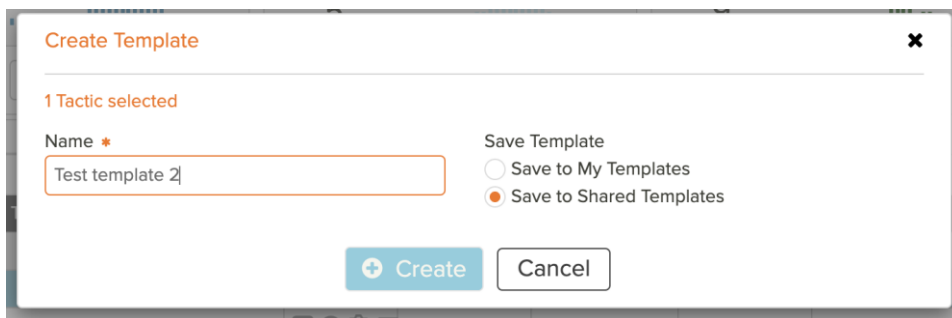 Create Template
1 Tactic selected
Name *
Test template 2
Save Template
Save to My Templates
Save to Shared Templates
Create
Cancel